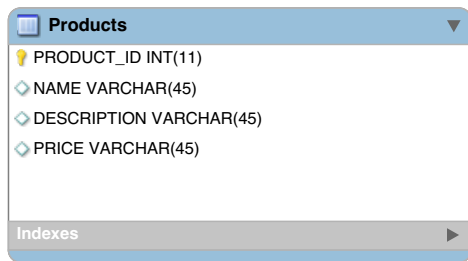 Products
PRODUCT_ID INT(11)
NAME VARCHAR(45)
DESCRIPTION VARCHAR(45)
PRICE VARCHAR(45)
Indexes